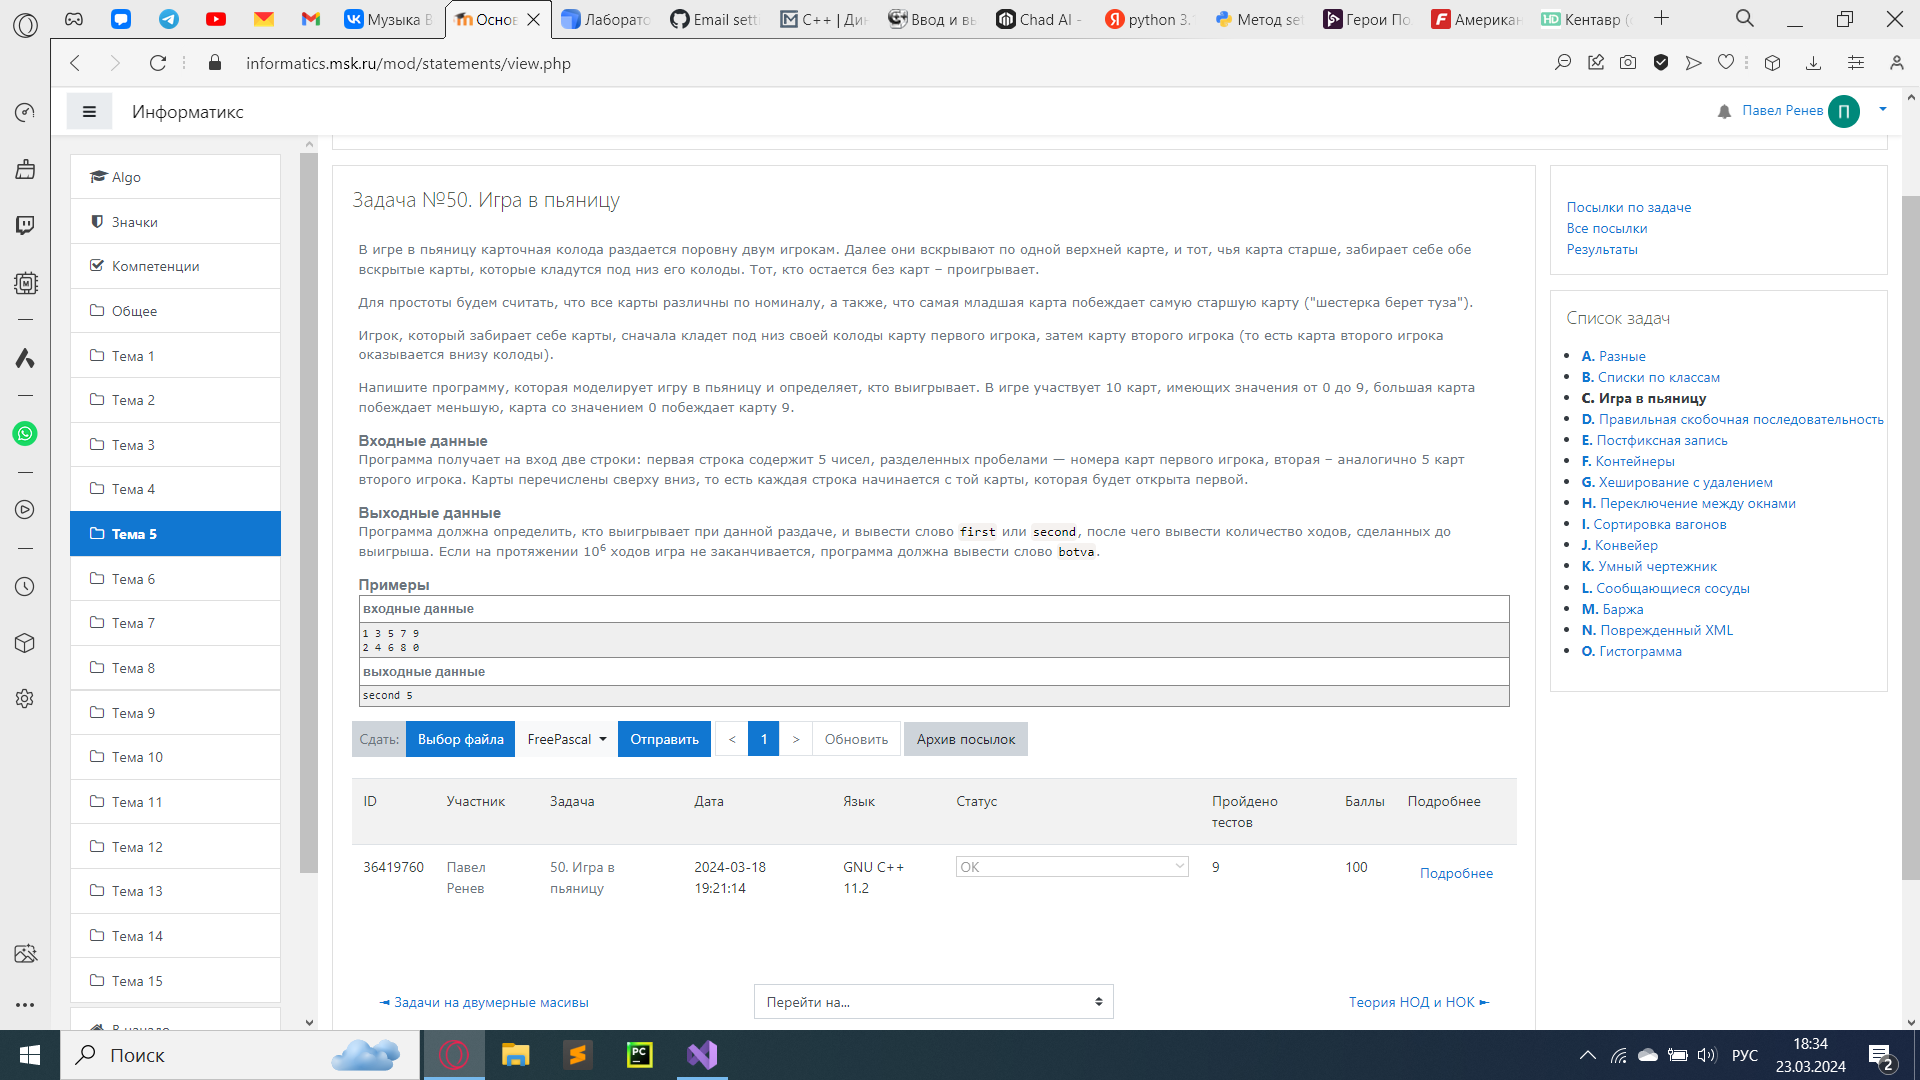 Музыка В
Основ
Лаборато
Email setti
C++ | Дин
Ввод и вы
Chad AI -
python 3.
Метод set
Герои По
Американ
Кентавр (
informatics.msk.ru/mod/statements/view.php
Информатикс
Павел Ренев
П
Algo
Значки
Компетенции
Общее
Тема 1
Тема 2
Тема 3
Тема 4
Тема 5
Тема 6
Тема 7
Тема 8
Тема 9
Тема 10
Тема 11
Тема 12
Тема 13
Тема 14
Тема 15
В начало
Задача №50. Игра в пьяницу
В игре в пьяницу карточная колода раздается поровну двум игрокам. Далее они вскрывают по одной верхней карте, и тот, чья карта старше, забирает себе обе
вскрытые карты, которые кладутся под низ его колоды. Тот, кто остается без карт – проигрывает.
Для простоты будем считать, что все карты различны по номиналу, а также, что самая младшая карта побеждает самую старшую карту ("шестерка берет туза").
Игрок, который забирает себе карты, сначала кладет под низ своей колоды карту первого игрока, затем карту второго игрока (то есть карта второго игрока
оказывается внизу колоды).
Напишите программу, которая моделирует игру в пьяницу и определяет, кто выигрывает. В игре участвует 10 карт, имеющих значения от 0 до 9, большая карта
побеждает меньшую, карта со значением 0 побеждает карту 9.
Входные данные
Программа получает на вход две строки: первая строка содержит 5 чисел, разделенных пробелами — номера карт первого игрока, вторая – аналогично 5 карт
второго игрока. Карты перечислены сверху вниз, то есть каждая строка начинается с той карты, которая будет открыта первой.
Выходные данные
Программа должна определить, кто выигрывает при данной раздаче, и вывести слово first или second, после чего вывести количество ходов, сделанных до
выигрыша. Если на протяжении 10⁶ ходов игра не заканчивается, программа должна вывести слово botva.
Примеры
входные данные
1 3 5 7 9
2 4 6 8 0
выходные данные
second 5
Сдать: Выбор файла FreePascal Отправить < 1 > Обновить Архив посылок
ID Участник Задача Дата Язык Статус Пройдено тестов Баллы Подробнее
36419760 Павел Ренев 50. Игра в пьяницу 2024-03-18 19:21:14 GNU C++ 11.2 OK 9 100 Подробнее
◄ Задачи на двумерные масивы
Перейти на...
Теория НОД и НОК ►
Посылки по задаче
Все посылки
Результаты
Список задач
A. Разные
B. Списки по классам
C. Игра в пьяницу
D. Правильная скобочная последовательность
E. Постфиксная запись
F. Контейнеры
G. Хеширование с удалением
H. Переключение между окнами
I. Сортировка вагонов
J. Конвейер
K. Умный чертежник
L. Сообщающиеся сосуды
M. Баржа
N. Поврежденный XML
O. Гистограмма
Поиск
РУС
18:34
23.03.2024
2